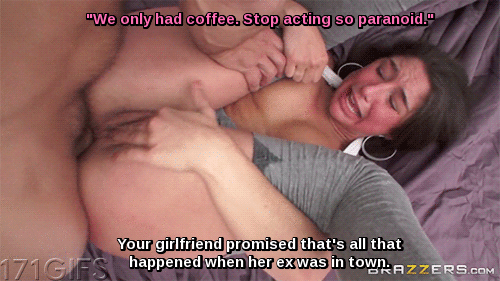 "We only had coffee. Stop acting so paranoid."
Your girlfriend promised that's all that
happened when her ex was in town.
171GIFS
BRAZZERS.COM